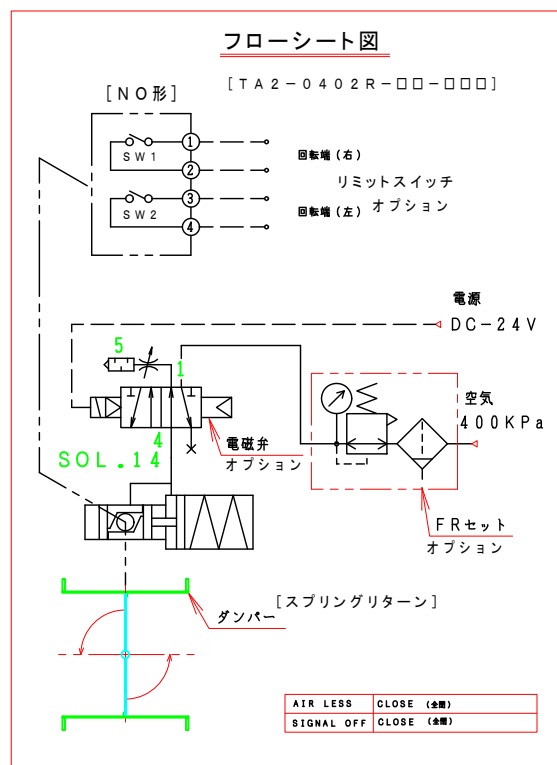 フローシート図
[TA2-0402R-□□-□□□]
[NO形]
1
SW1
2
回転端(右)
リミットスイッチ
オプション
3
SW2
回転端(左)
4
電源
DC-24V
5
1
空気
400KPa
4
SOL.14
電磁弁
オプション
FRセット
オプション
[スプリングリターン]
ダンパー
AIR LESS CLOSE (全閉)
SIGNAL OFF CLOSE (全閉)